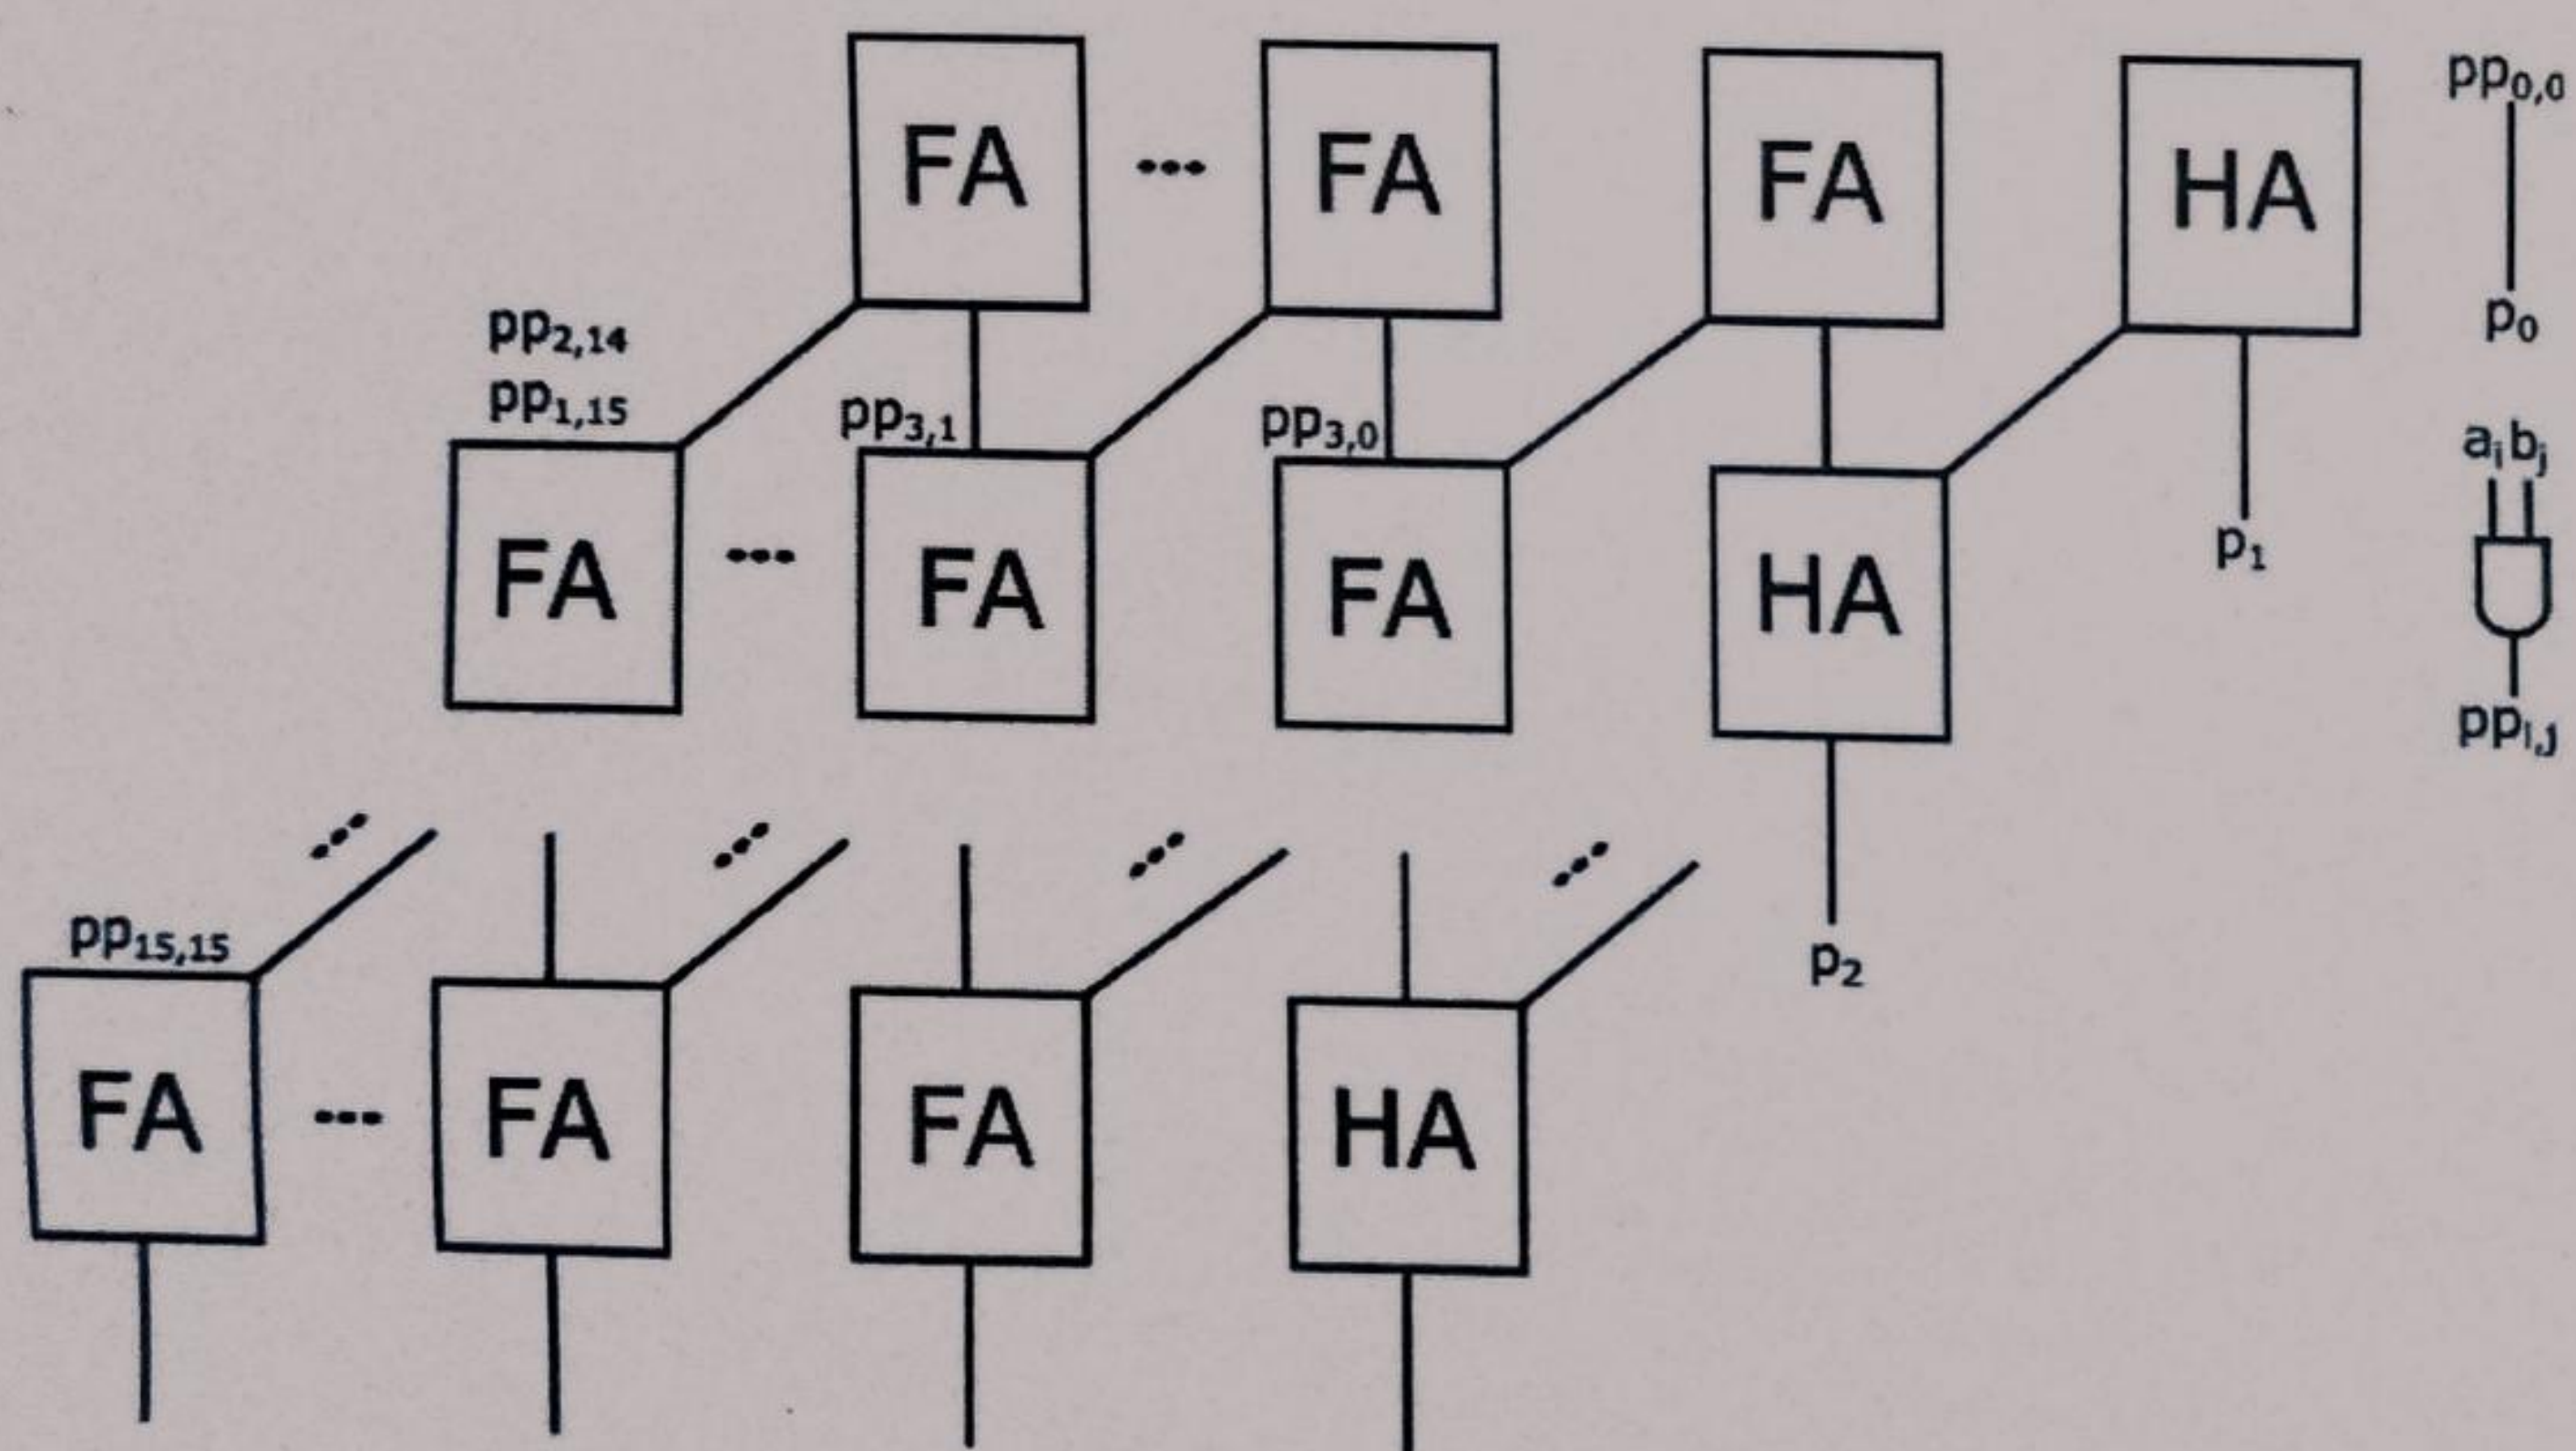 FA ... FA FA HA pp0,0
p0
pp2,14
pp1,15 pp3,1 pp3,0 aibj
FA ... FA FA HA p1
ppi,j
pp15,15
p2
FA ... FA FA HA